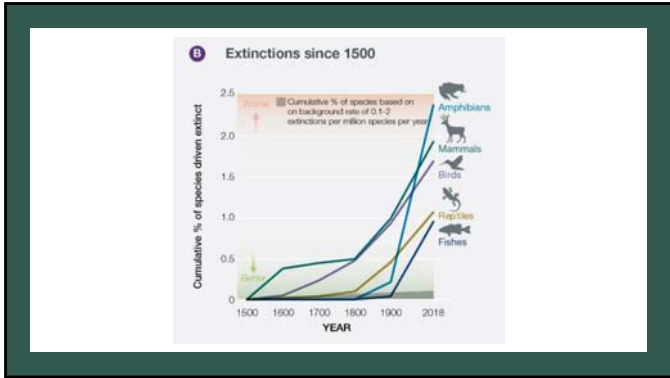 B Extinctions since 1500
2.5
Worse
Cumulative % of species based on
on background rate of 0.1-2
extinctions per million species per year
Amphibians
2.0
Mammals
Birds
1.5
1.0
Reptiles
Fishes
0.5
Better
0
Cumulative % of species driven extinct
1500 1600 1700 1800 1900 2018
YEAR